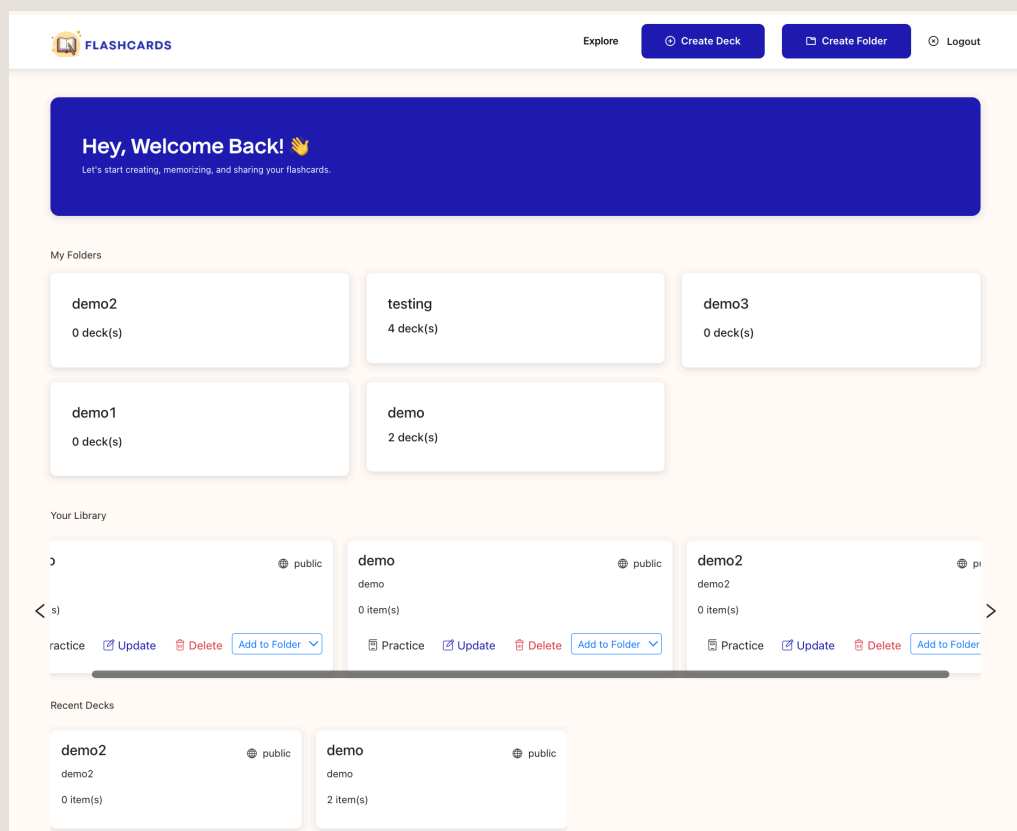 FLASHCARDS
Explore
Create Deck
Create Folder
Logout
Hey, Welcome Back! 👋
Let's start creating, memorizing, and sharing your flashcards.
My Folders
demo2
0 deck(s)
testing
4 deck(s)
demo3
0 deck(s)
demo1
0 deck(s)
demo
2 deck(s)
Your Library
public
s)
Update
Delete
Add to Folder
demo
public
demo
0 item(s)
Practice
Update
Delete
Add to Folder
demo2
demo2
0 item(s)
Practice
Update
Delete
Add to Folder
Recent Decks
demo2
public
demo2
0 item(s)
demo
public
demo
2 item(s)